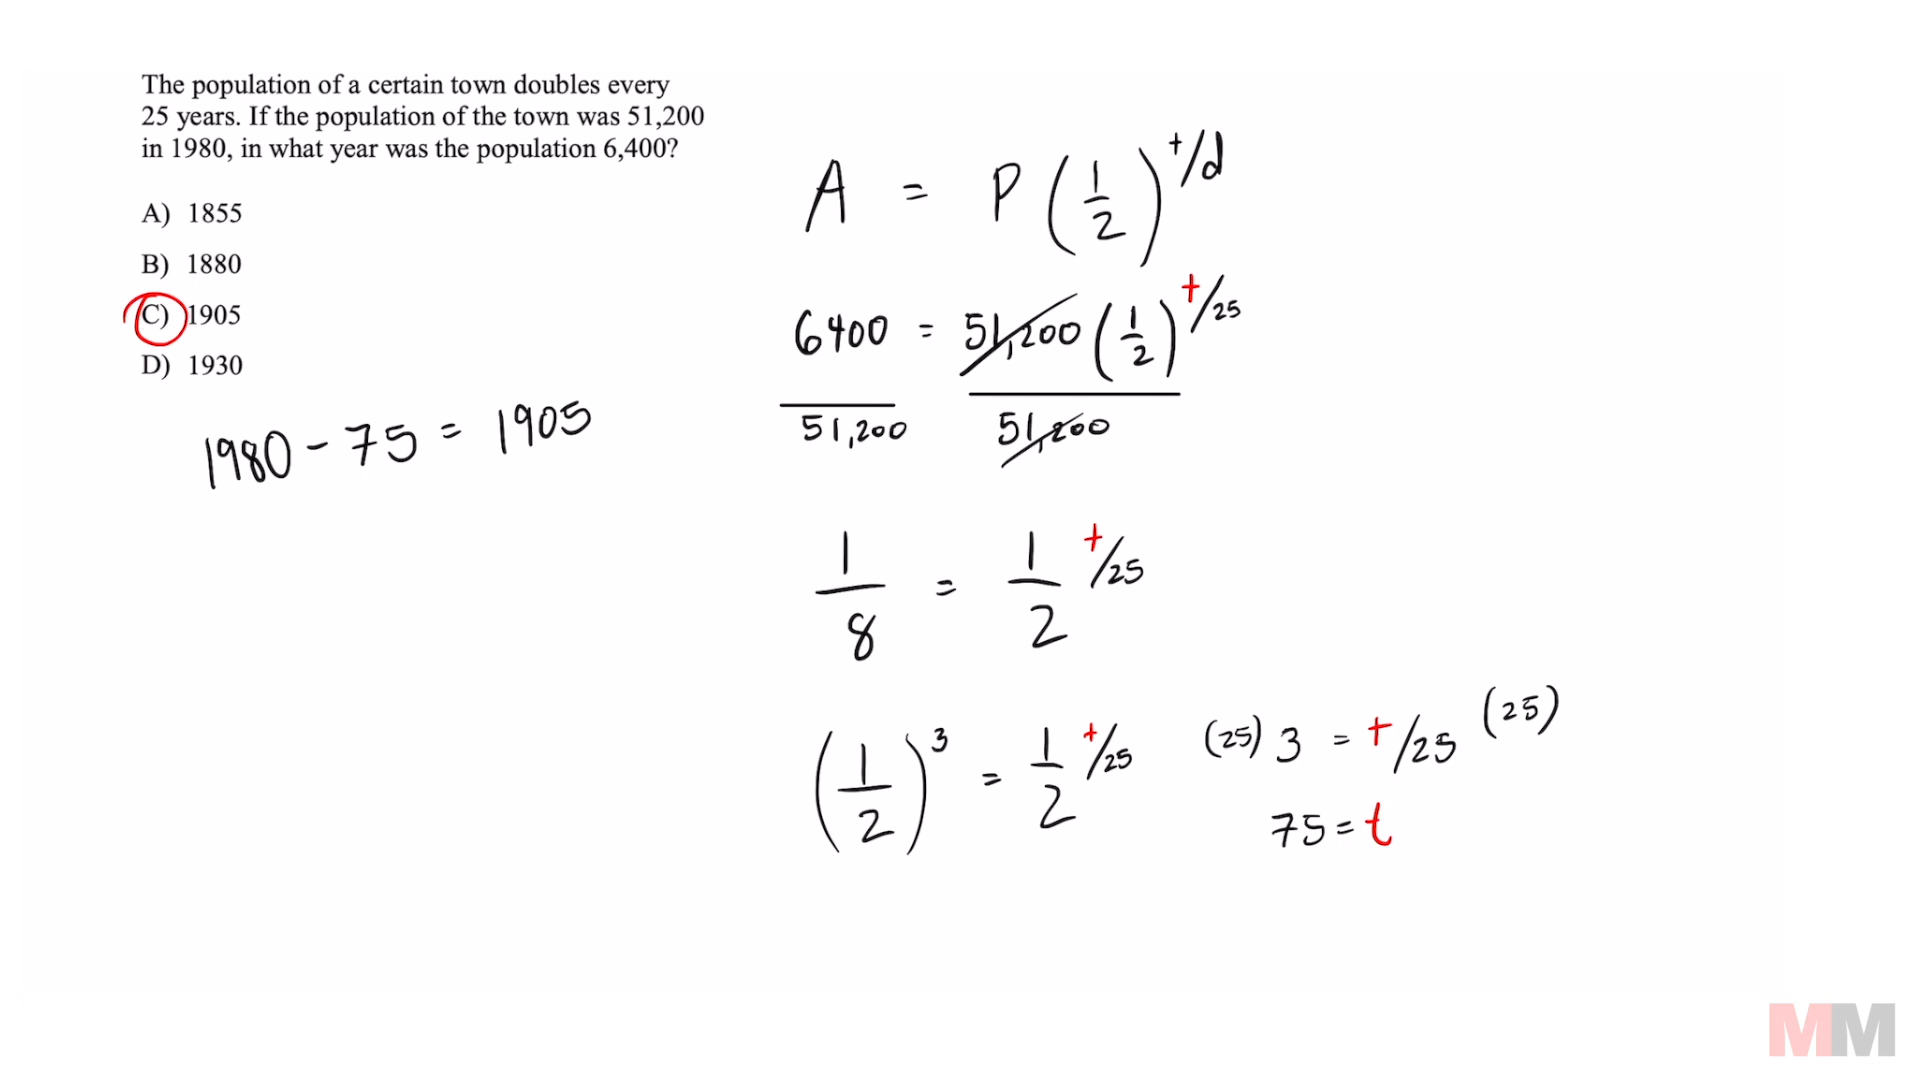 The population of a certain town doubles every
25 years. If the population of the town was 51,200
in 1980, in what year was the population 6,400?
A) 1855
B) 1880
C) 1905
D) 1930
1980 - 75 = 1905
A = P(1/2)^t/d
6400 = 51,200(1/2)^t/25
51,200 51,200
1/8 = 1/2^t/25
(1/2)^3 = 1/2^t/25
(25) 3 = t/25 (25)
75 = t
MM